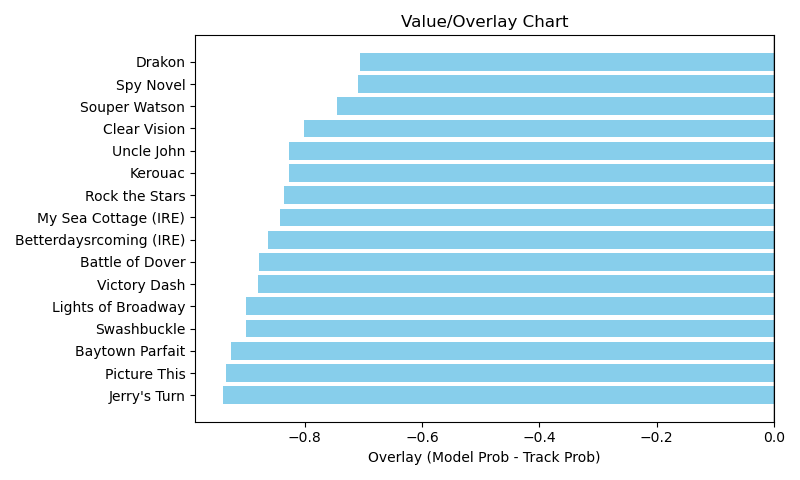 Value/Overlay Chart
Drakon
Spy Novel
Souper Watson
Clear Vision
Uncle John
Kerouac
Rock the Stars
My Sea Cottage (IRE)
Betterdaysrcoming (IRE)
Battle of Dover
Victory Dash
Lights of Broadway
Swashbuckle
Baytown Parfait
Picture This
Jerry's Turn
−0.8 −0.6 −0.4 −0.2 0.0
Overlay (Model Prob - Track Prob)